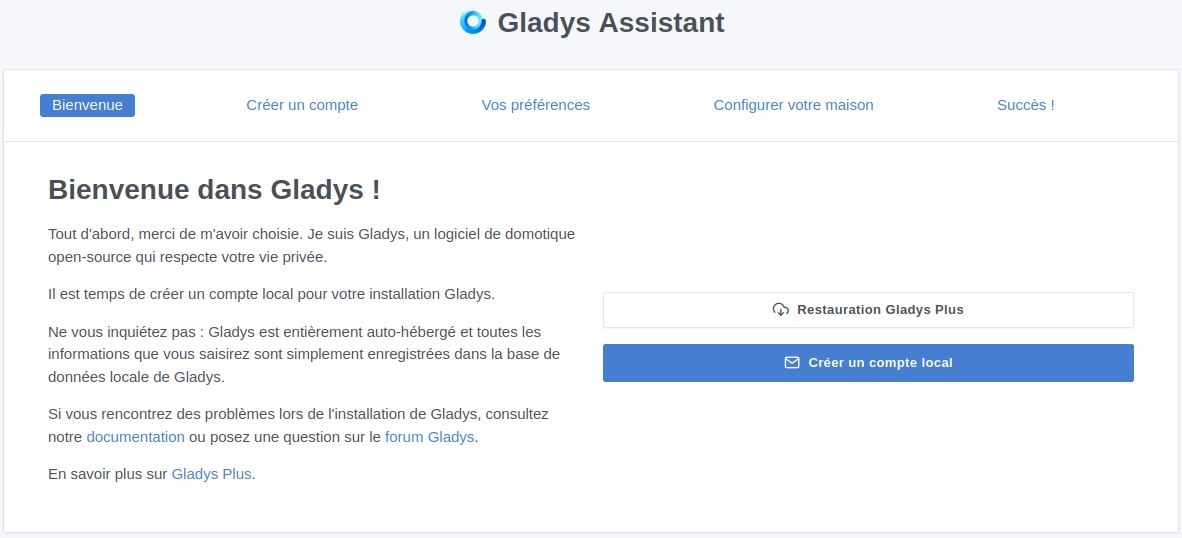 Gladys Assistant
Bienvenue
Créer un compte
Vos préférences
Configurer votre maison
Succès !
Bienvenue dans Gladys !
Tout d'abord, merci de m'avoir choisie. Je suis Gladys, un logiciel de domotique
open-source qui respecte votre vie privée.
Il est temps de créer un compte local pour votre installation Gladys.
Ne vous inquiétez pas : Gladys est entièrement auto-hébergé et toutes les
informations que vous saisirez sont simplement enregistrées dans la base de
données locale de Gladys.
Si vous rencontrez des problèmes lors de l'installation de Gladys, consultez
notre documentation ou posez une question sur le forum Gladys.
En savoir plus sur Gladys Plus.
Restauration Gladys Plus
Créer un compte local